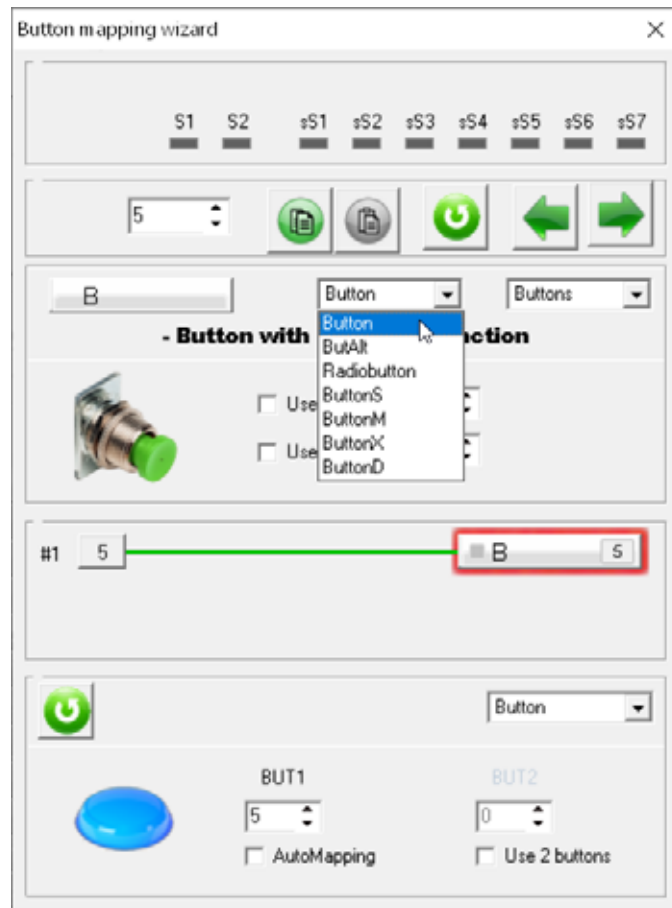 Button mapping wizard
S1 S2 sS1 sS2 sS3 sS4 sS5 sS6 sS7
5
B Button Buttons
- Button with nction
Button
ButAlt
Radiobutton
Use ButtonS
ButtonM
Use ButtonX
ButtonD
#1 5 B 5
Button
BUT1 BUT2
5 0
AutoMapping Use 2 buttons